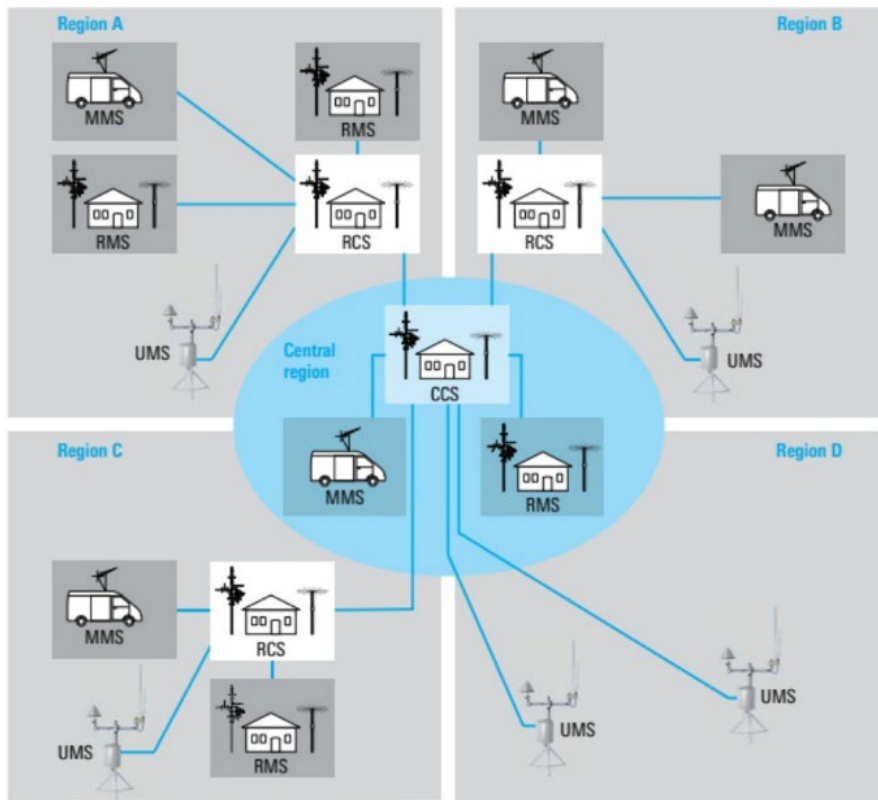 Region A
MMS
RMS
RMS
RCS
UMS
Region B
MMS
RCS
MMS
UMS
Central
region
CCS
MMS
RMS
Region C
MMS
RCS
UMS
RMS
Region D
UMS
UMS